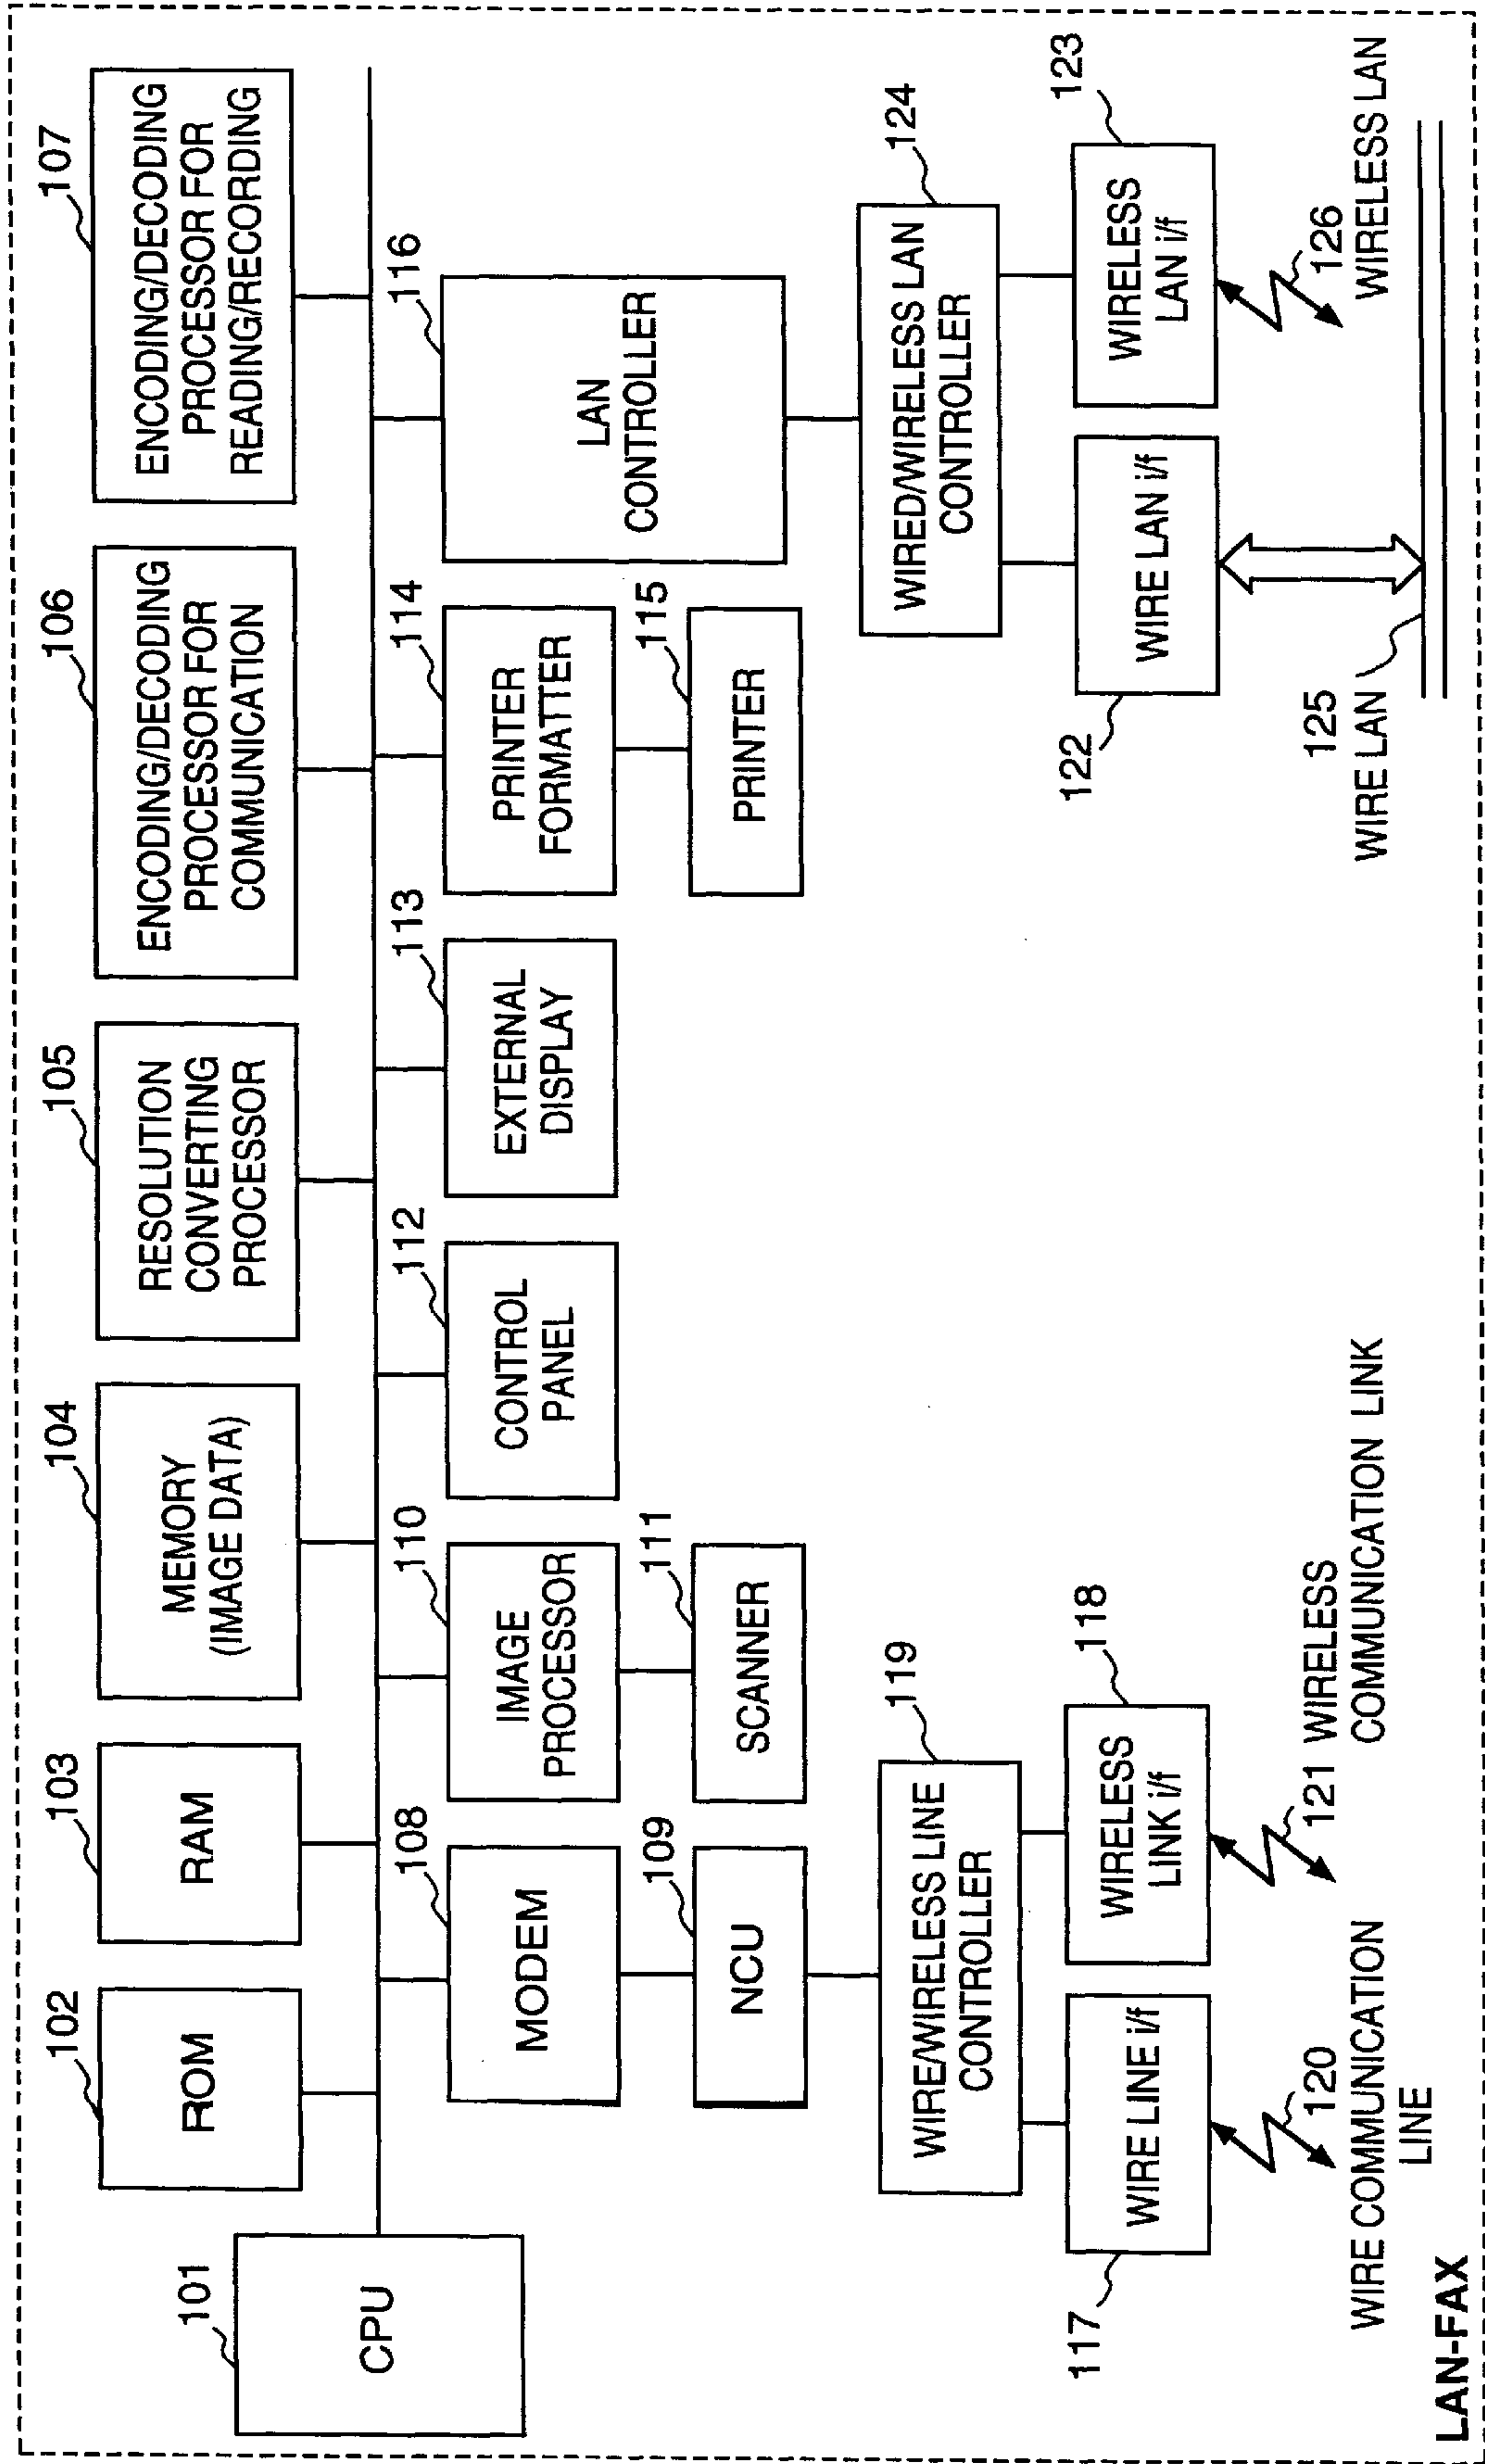 101
CPU
102
ROM
103
RAM
104
MEMORY
(IMAGE DATA)
105
RESOLUTION
CONVERTING
PROCESSOR
106
ENCODING/DECODING
PROCESSOR FOR
COMMUNICATION
107
ENCODING/DECODING
PROCESSOR FOR
READING/RECORDING
108
MODEM
109
NCU
110
IMAGE
PROCESSOR
111
SCANNER
112
CONTROL
PANEL
113
EXTERNAL
DISPLAY
114
PRINTER
FORMATTER
115
PRINTER
116
LAN
CONTROLLER
119
WIRE/WIRELESS LINE
CONTROLLER
117
WIRE LINE i/f
118
WIRELESS
LINK i/f
120
WIRE COMMUNICATION
LINE
121 WIRELESS
COMMUNICATION LINK
124
WIRED/WIRELESS LAN
CONTROLLER
122
WIRE LAN i/f
123
WIRELESS
LAN i/f
125
WIRE LAN
126
WIRELESS LAN
LAN-FAX